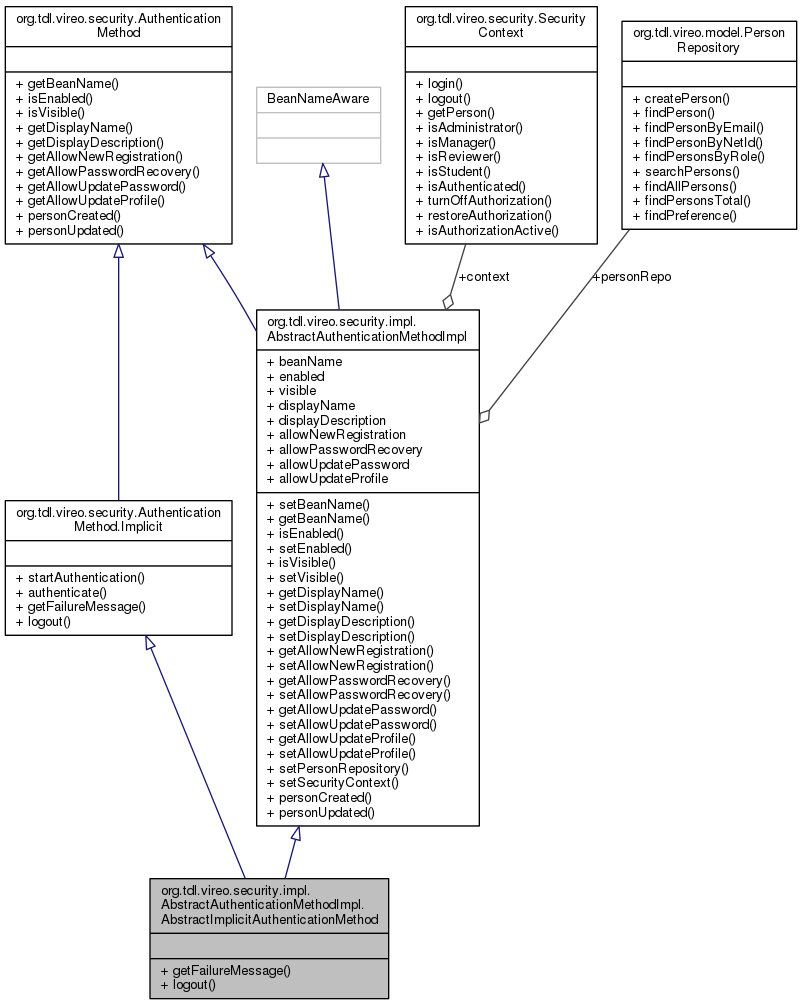 org.tdl.vireo.security.Authentication
Method
+ getBeanName()
+ isEnabled()
+ isVisible()
+ getDisplayName()
+ getDisplayDescription()
+ getAllowNewRegistration()
+ getAllowPasswordRecovery()
+ getAllowUpdatePassword()
+ getAllowUpdateProfile()
+ personCreated()
+ personUpdated()
BeanNameAware
org.tdl.vireo.security.Security
Context
+ login()
+ logout()
+ getPerson()
+ isAdministrator()
+ isManager()
+ isReviewer()
+ isStudent()
+ isAuthenticated()
+ turnOffAuthorization()
+ restoreAuthorization()
+ isAuthorizationActive()
org.tdl.vireo.model.Person
Repository
+ createPerson()
+ findPerson()
+ findPersonByEmail()
+ findPersonByNetId()
+ findPersonsByRole()
+ searchPersons()
+ findAllPersons()
+ findPersonsTotal()
+ findPreference()
+context
+personRepo
org.tdl.vireo.security.impl.
AbstractAuthenticationMethodImpl
+ beanName
+ enabled
+ visible
+ displayName
+ displayDescription
+ allowNewRegistration
+ allowPasswordRecovery
+ allowUpdatePassword
+ allowUpdateProfile
+ setBeanName()
+ getBeanName()
+ isEnabled()
+ setEnabled()
+ isVisible()
+ setVisible()
+ getDisplayName()
+ setDisplayName()
+ getDisplayDescription()
+ setDisplayDescription()
+ getAllowNewRegistration()
+ setAllowNewRegistration()
+ getAllowPasswordRecovery()
+ setAllowPasswordRecovery()
+ getAllowUpdatePassword()
+ setAllowUpdatePassword()
+ getAllowUpdateProfile()
+ setAllowUpdateProfile()
+ setPersonRepository()
+ setSecurityContext()
+ personCreated()
+ personUpdated()
org.tdl.vireo.security.Authentication
Method.Implicit
+ startAuthentication()
+ authenticate()
+ getFailureMessage()
+ logout()
org.tdl.vireo.security.impl.
AbstractAuthenticationMethodImpl.
AbstractImplicitAuthenticationMethod
+ getFailureMessage()
+ logout()